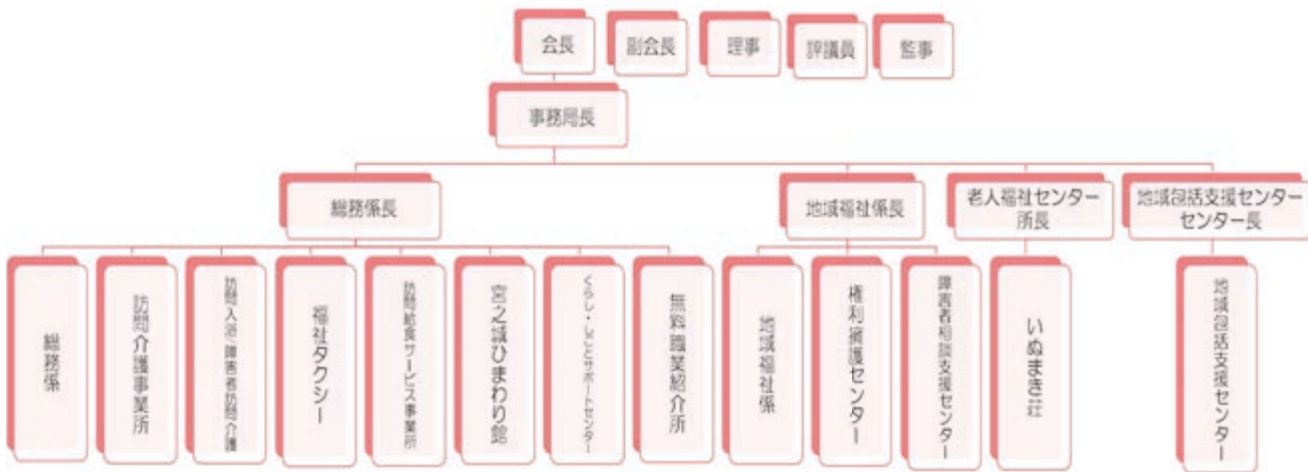 会長
副会長
理事
評議員
監事
事務局長
総務係長
地域福祉係長
老人福祉センター
所長
地域包括支援センター
センター長
総務係
訪問介護事業所
訪問入浴/障害者訪問介護
福祉タクシー
訪問給食サービス事業所
宮之城ひまわり館
くらし・しごとサポートセンター
無料職業紹介所
地域福祉係
権利擁護センター
障害者相談支援センター
いぬまき荘
地域包括支援センター